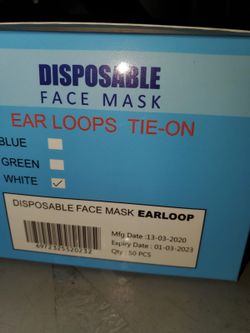 DISPOSABLE
FACE MASK
EAR LOOPS TIE-ON
BLUE
GREEN
WHITE
DISPOSABLE FACE MASK EARLOOP
Mfg Date :13-03-2020
Expiry Date : 01-03-2023
Qty : 50 PCS